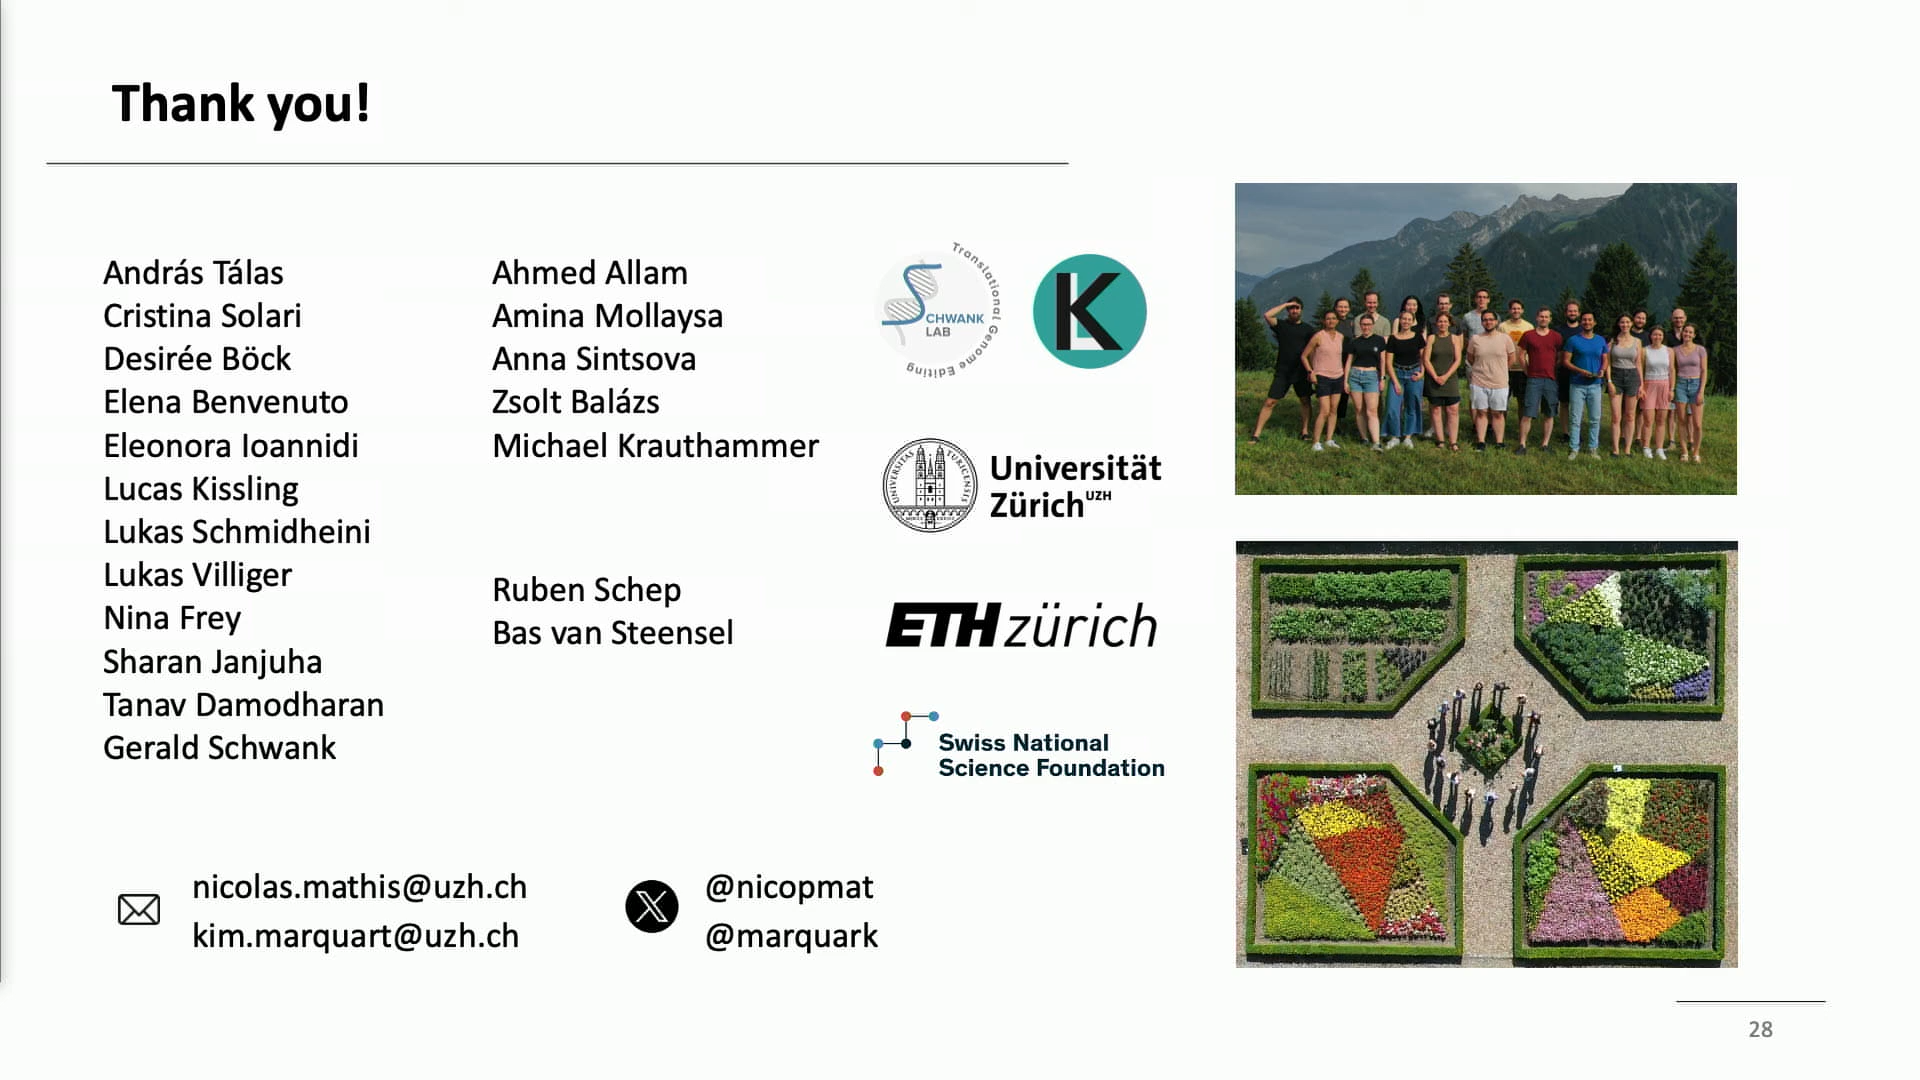 Thank you!
András Tálas
Cristina Solari
Desirée Böck
Elena Benvenuto
Eleonora Ioannidi
Lucas Kissling
Lukas Schmidheini
Lukas Villiger
Nina Frey
Sharan Janjuha
Tanav Damodharan
Gerald Schwank
Ahmed Allam
Amina Mollaysa
Anna Sintsova
Zsolt Balázs
Michael Krauthammer
Ruben Schep
Bas van Steensel
Translational Genome Editing
SCHWANK
LAB
KL
UNIVERSITAS TURICENSIS
Universität
Zürich UZH
ETH zürich
Swiss National
Science Foundation
nicolas.mathis@uzh.ch
kim.marquart@uzh.ch
@nicopmat
@marquark
28